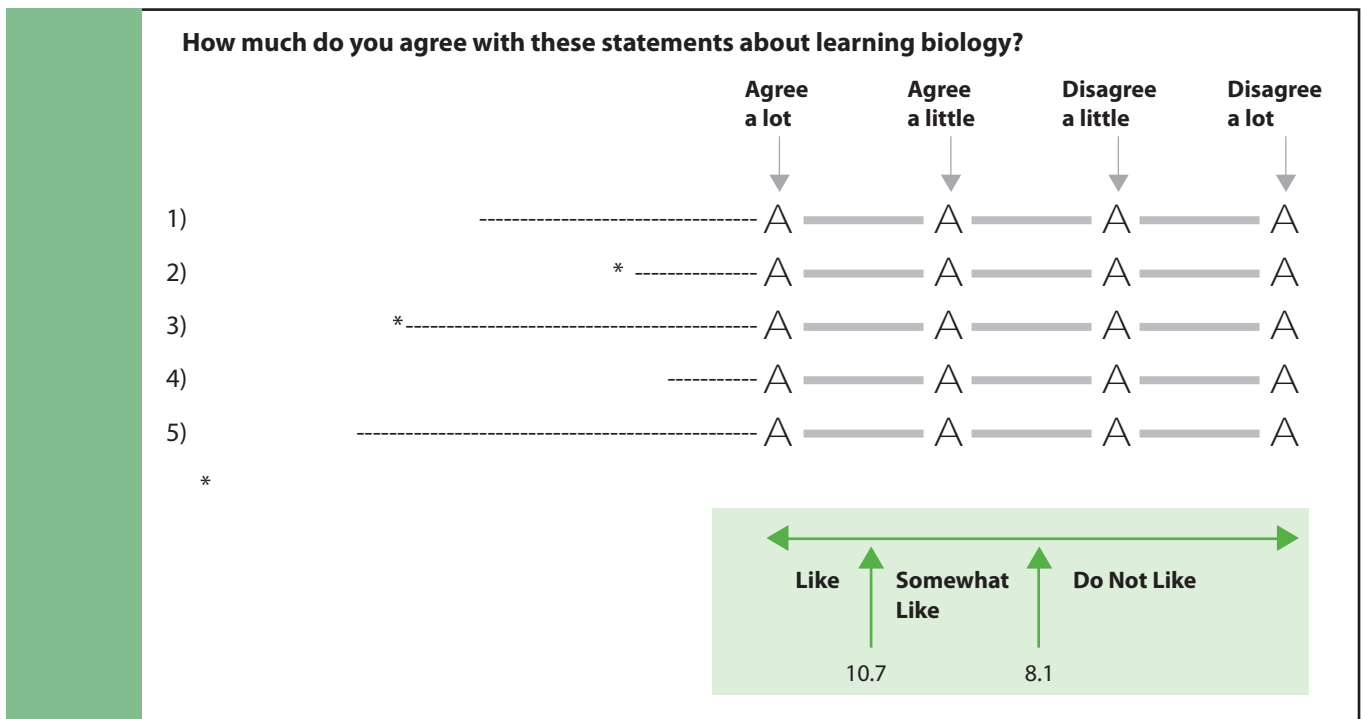 How much do you agree with these statements about learning biology?
Agree a lot
Agree a little
Disagree a little
Disagree a lot
1) -----------------------------------  A A A A
2) * --------------- A A A A
3) *-------------------------------------------- A A A A
4) ----------- A A A A
5) -------------------------------------------------- A A A A
*
Like
Somewhat Like
Do Not Like
10.7 8.1